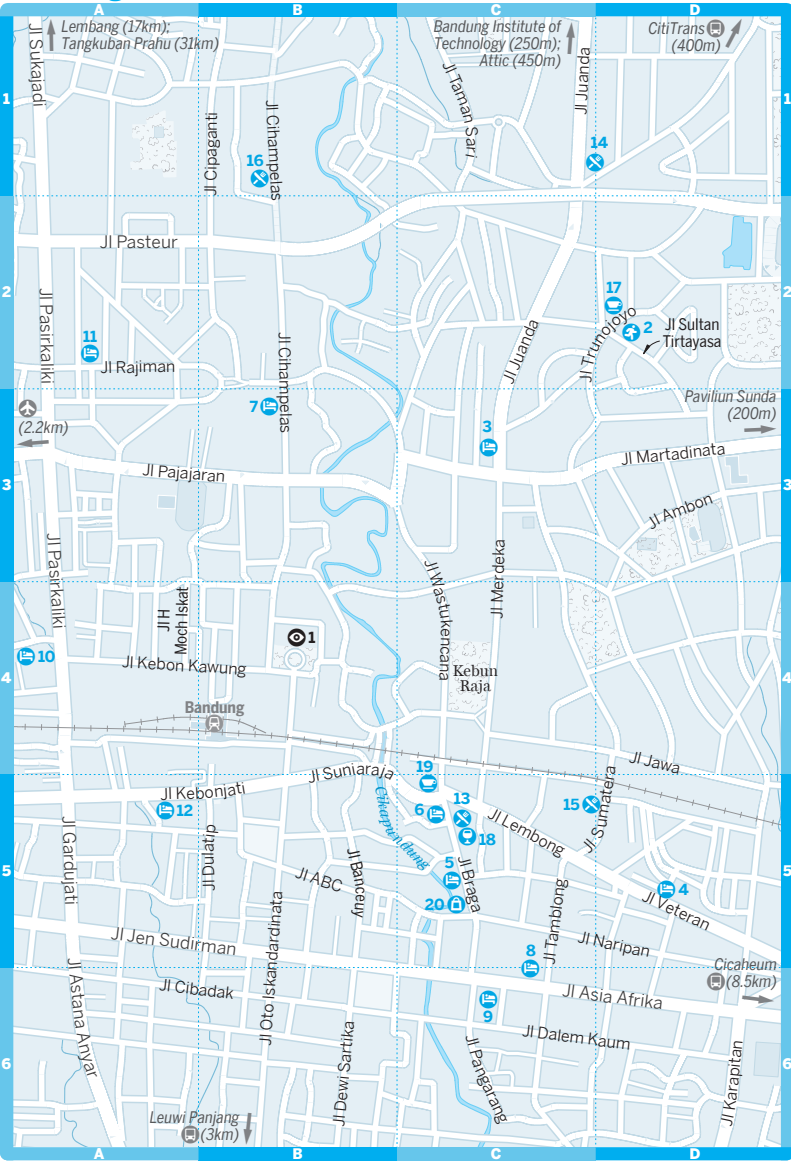 A
B
C
D
Lembang (17km);
Tangkuban Prahu (31km)
Bandung Institute of
Technology (250m);
Attic (450m)
CitiTrans
(400m)
Jl Sukajadi
Jl Cipaganti
Jl Cihampelas
Jl Taman Sari
Jl Juanda
1
1
14
16
Jl Pasteur
2
2
17
2
Jl Trunojoyo
Jl Sultan
Tirtayasa
Jl Pasirkaliki
11
Jl Rajiman
Jl Cihampelas
Jl Juanda
7
(2.2km)
Paviliun Sunda
(200m)
3
Jl Martadinata
Jl Pajajaran
3
3
Jl Ambon
Jl Pasirkaliki
Jl Wastukencana
Jl Merdeka
Jl H
Moch Iskat
1
10
Jl Kebon Kawung
Kebun
Raja
4
4
Bandung
Jl Jawa
Jl Suniaraja
19
Jl Kebonjati
12
Cikapundung
6
13
18
Jl Lembong
15
Jl Sumatera
Jl Gardujati
Jl Dulatip
Jl ABC
Jl Banceuy
5
Jl Braga
20
4
Jl Veteran
5
5
Jl Oto Iskandardinata
Jl Tamblong
Jl Jen Sudirman
Jl Naripan
8
Cicaheum
(8.5km)
Jl Astana Anyar
Jl Cibadak
9
Jl Asia Afrika
Jl Dalem Kaum
Jl Dewi Sartika
Jl Pangarang
Jl Karapitan
6
6
Leuwi Panjang
(3km)
A
B
C
D